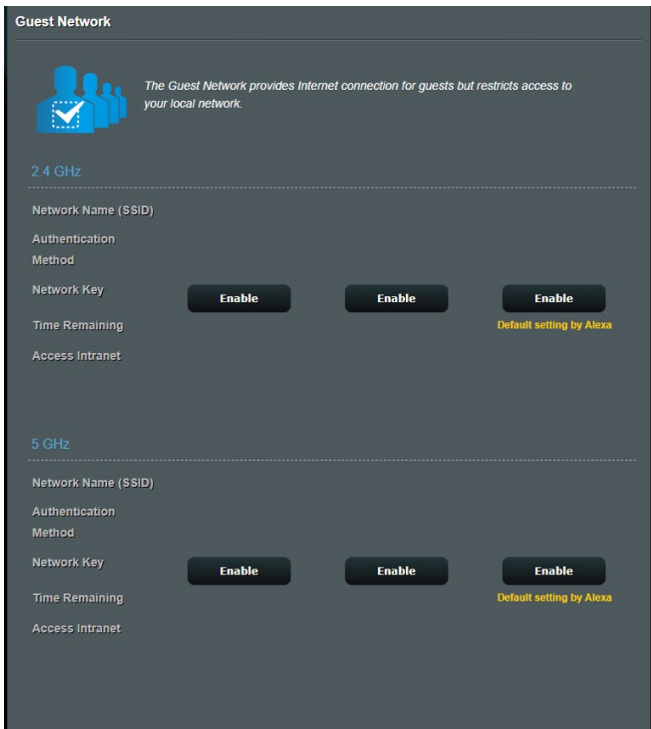 Guest Network
The Guest Network provides Internet connection for guests but restricts access to
your local network.
2.4 GHz
Network Name (SSID)
Authentication
Method
Network Key
Enable Enable Enable
Time Remaining
Default setting by Alexa
Access Intranet
5 GHz
Network Name (SSID)
Authentication
Method
Network Key
Enable Enable Enable
Time Remaining
Default setting by Alexa
Access Intranet